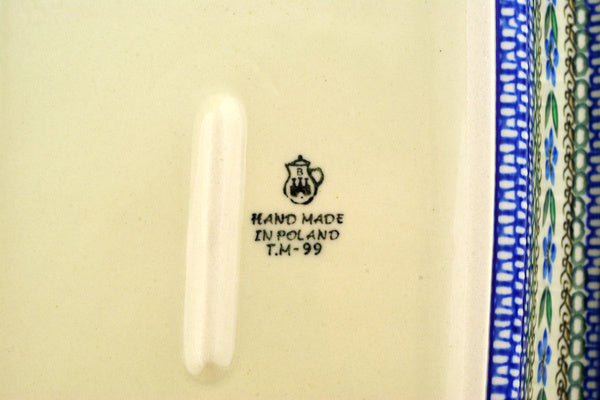 B
HAND MADE
IN POLAND
T.M-99